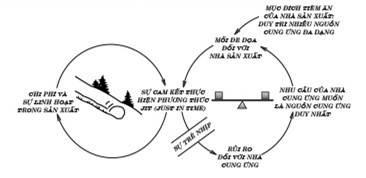 MỤC ĐÍCH TIỀM ẨN
CỦA NHÀ SẢN XUẤT:
DUY TRÌ NHIỀU NGUỒN
CUNG ỨNG ĐA DẠNG
MỐI ĐE DỌA
ĐỐI VỚI
NHÀ SẢN XUẤT
CHI PHÍ VÀ
SỰ LINH HOẠT
TRONG SẢN XUẤT
SỰ CAM KẾT THỰC
HIỆN PHƯƠNG THỨC
JIT (JUST IN TIME)
NHU CẦU CỦA NHÀ
CUNG ỨNG MUỐN
LÀ NGUỒN CUNG ỨNG
DUY NHẤT
SỰ TRỄ NHỊP
RỦI RO
ĐỐI VỚI
NHÀ CUNG ỨNG